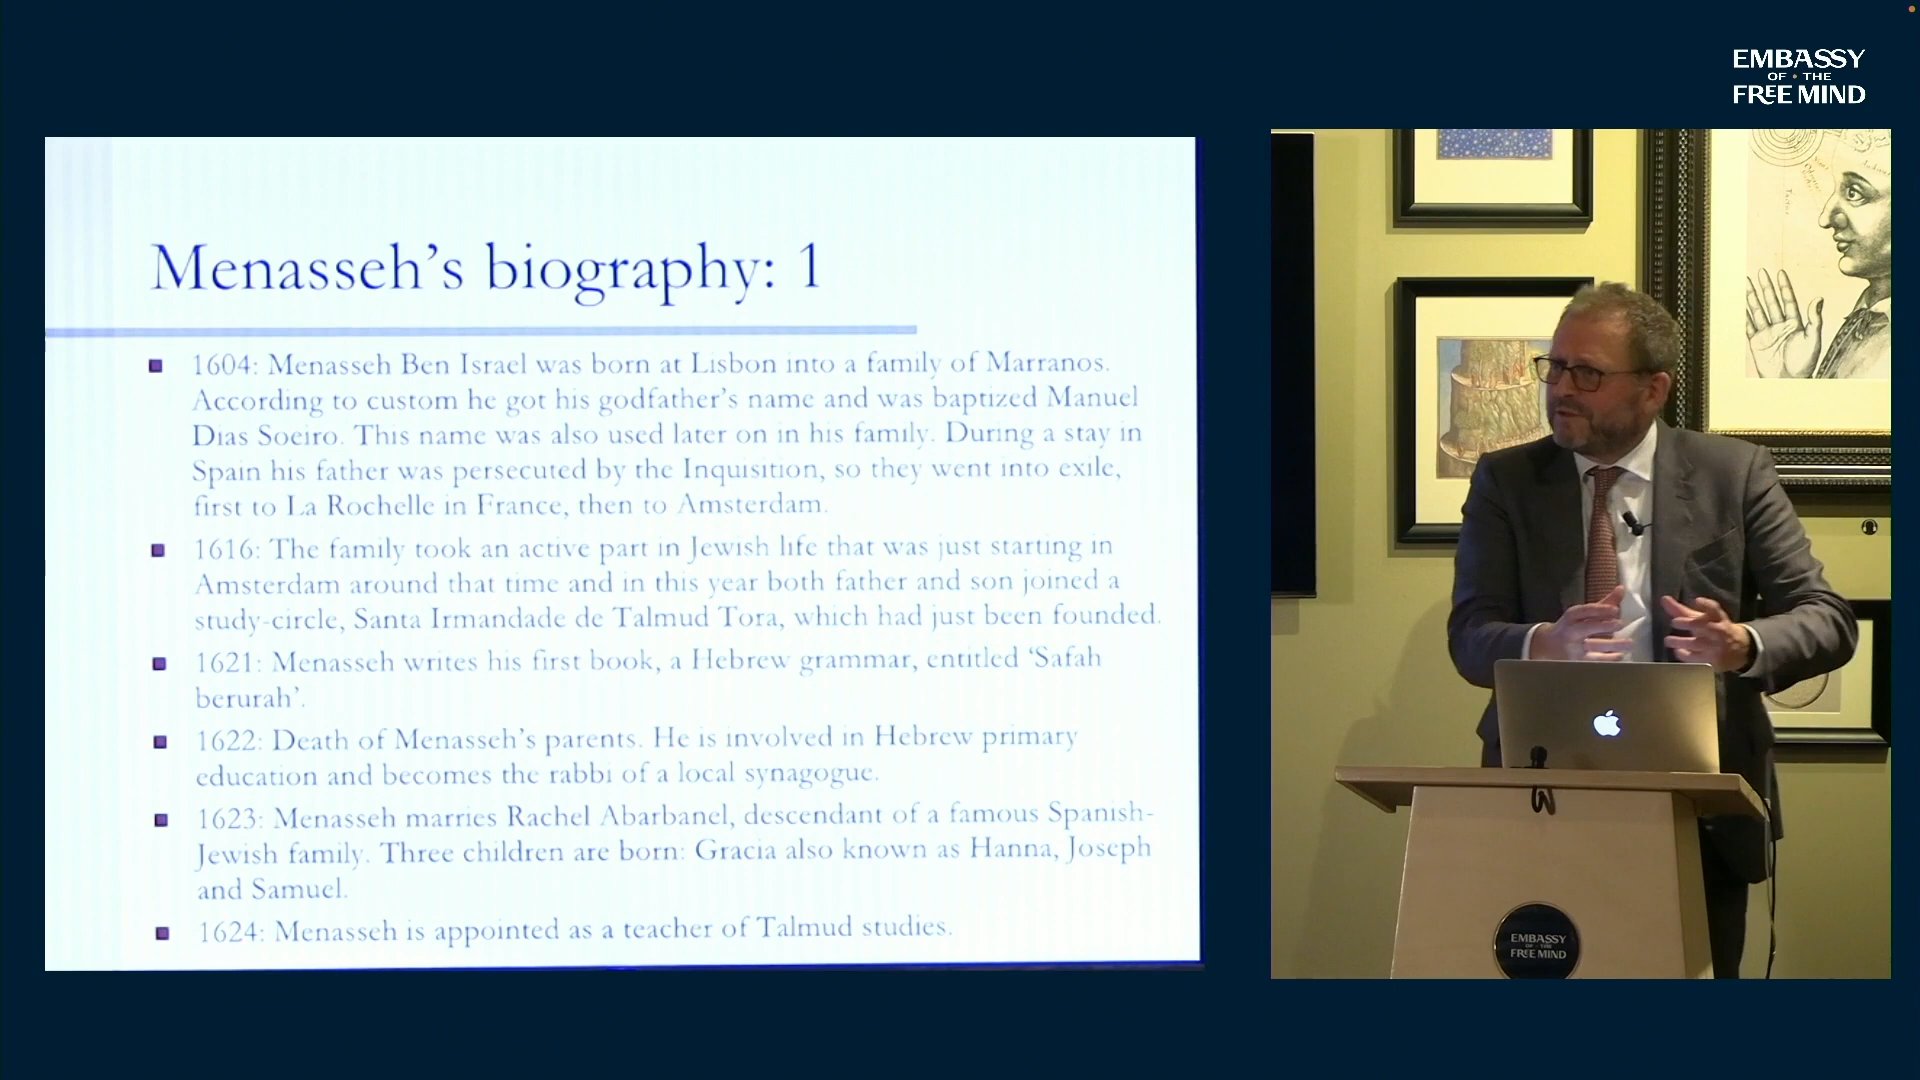 EMBASSY
OF • THE
FREE MIND
Menasseh's biography: 1
1604: Menasseh Ben Israel was born at Lisbon into a family of Marranos.
According to custom he got his godfather's name and was baptized Manuel
Dias Soeiro. This name was also used later on in his family. During a stay in
Spain his father was persecuted by the Inquisition, so they went into exile,
first to La Rochelle in France, then to Amsterdam.
1616: The family took an active part in Jewish life that was just starting in
Amsterdam around that time and in this year both father and son joined a
study-circle, Santa Irmandade de Talmud Tora, which had just been founded.
1621: Menasseh writes his first book, a Hebrew grammar, entitled 'Safah
berurah'.
1622: Death of Menasseh's parents. He is involved in Hebrew primary
education and becomes the rabbi of a local synagogue.
1623: Menasseh marries Rachel Abarbanel, descendant of a famous Spanish-
Jewish family. Three children are born: Gracia also known as Hanna, Joseph
and Samuel.
1624: Menasseh is appointed as a teacher of Talmud studies.
EMBASSY
OF • THE
FREE MIND